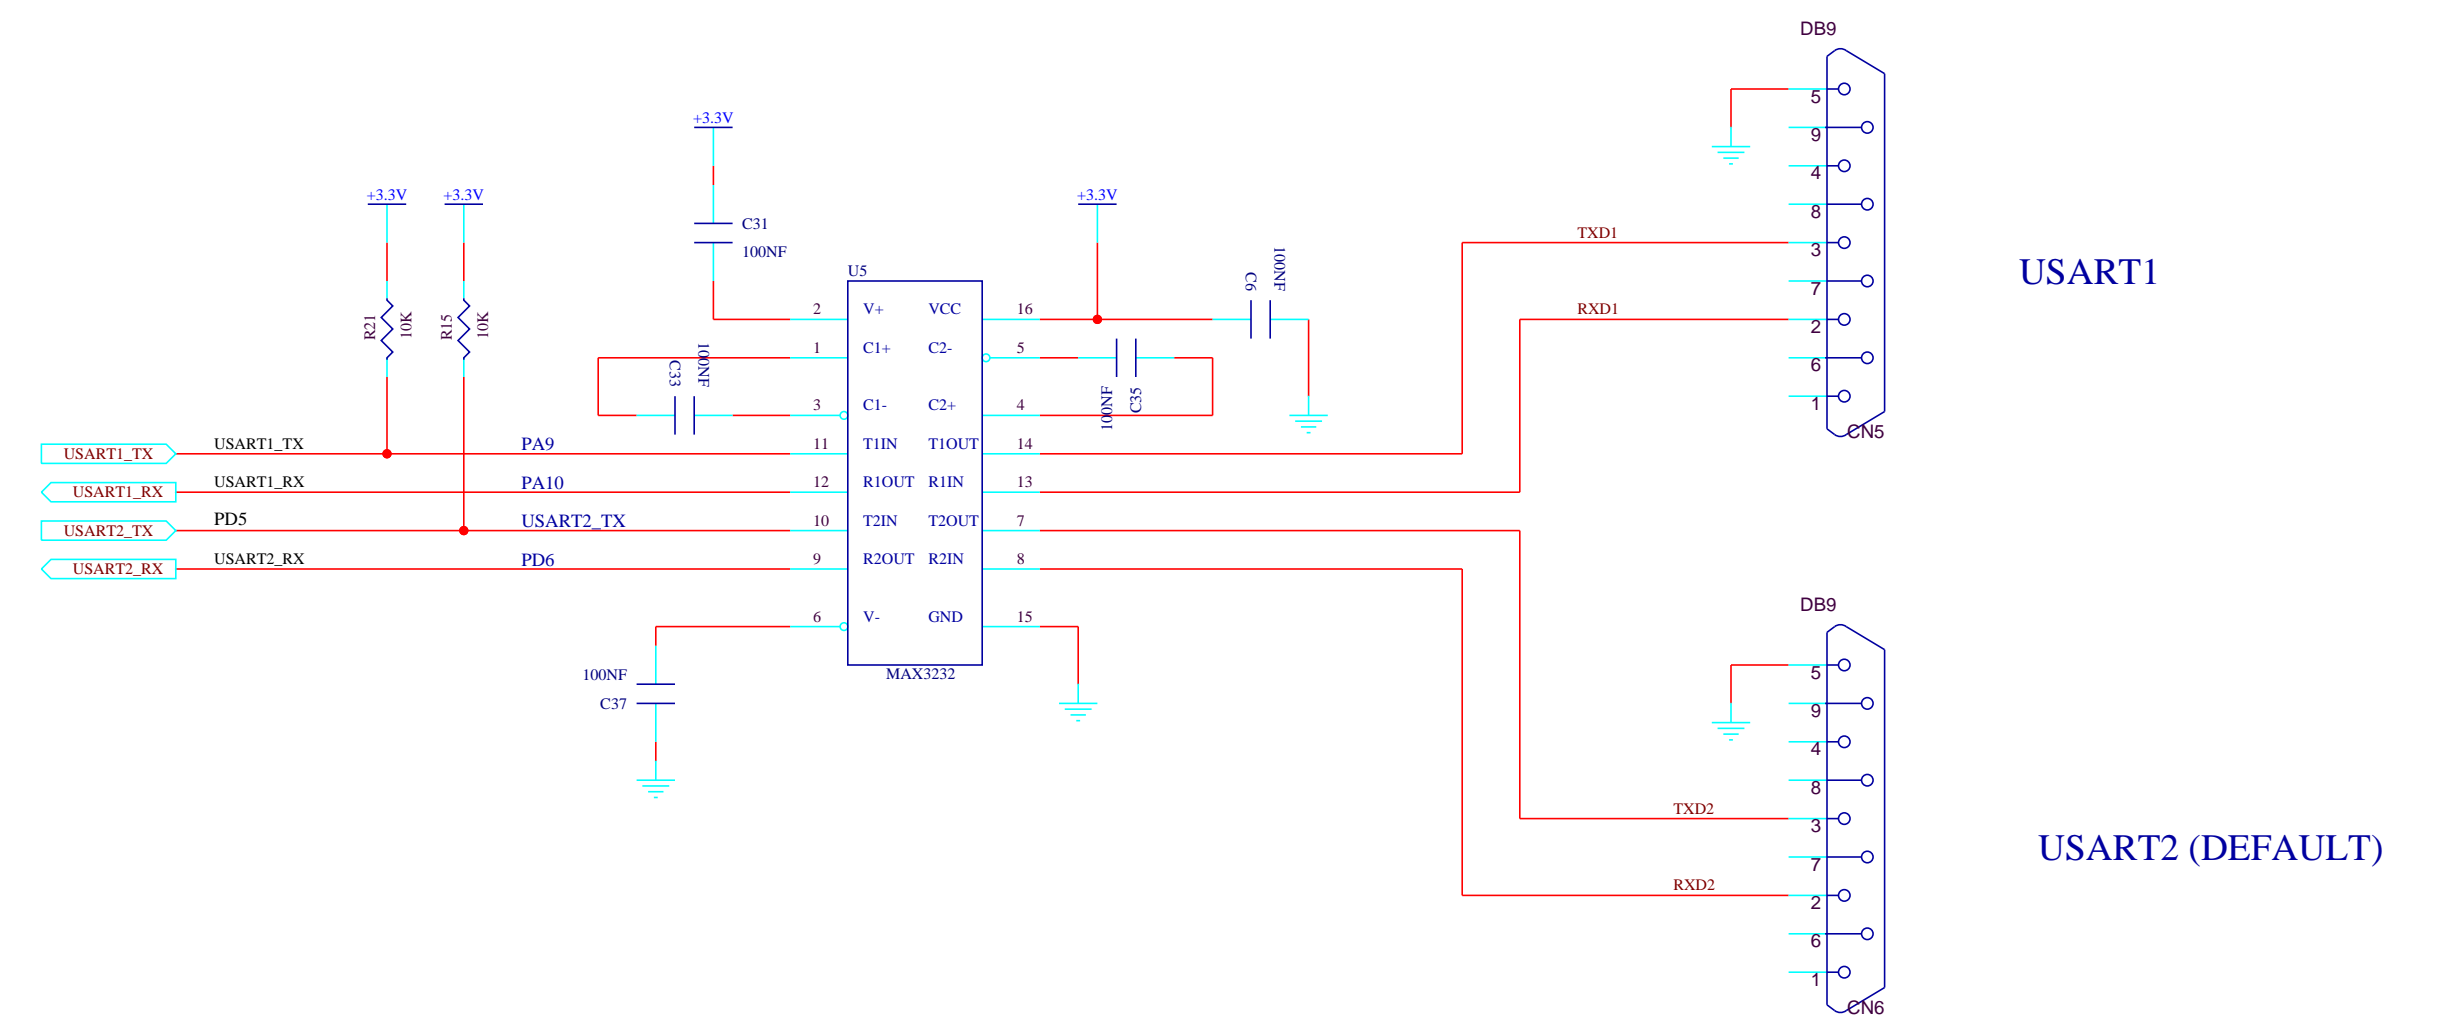 DB9
5
9
4
8
3
7
2
6
1
CN5
USART1
TXD1
RXD1
+3.3V
C31
100NF
+3.3V
+3.3V
R21
10K
R15
10K
+3.3V
C6
100NF
U5
2
V+
VCC
16
1
C1+
C2-
5
3
C1-
C2+
4
11
T1IN
T1OUT
14
12
R1OUT
R1IN
13
10
T2IN
T2OUT
7
9
R2OUT
R2IN
8
6
V-
GND
15
MAX3232
C33
100NF
100NF
C35
USART1_TX
USART1_TX
PA9
USART1_RX
USART1_RX
PA10
USART2_TX
PD5
USART2_TX
USART2_RX
USART2_RX
PD6
100NF
C37
DB9
5
9
4
8
3
7
2
6
1
CN6
TXD2
RXD2
USART2 (DEFAULT)